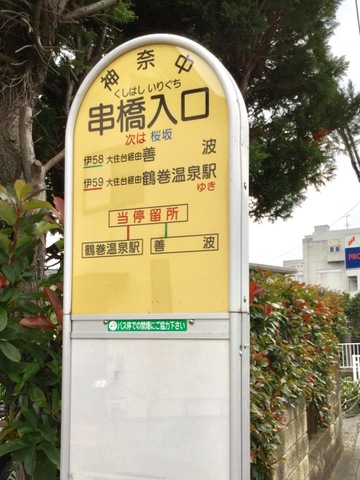 神奈中
くしはし いりぐち
串橋入口
次は 桜坂
伊58 大住台経由 善波
伊59 大住台経由 鶴巻温泉駅
ゆき
当停留所
鶴巻温泉駅 善波
バス停での禁煙にご協力下さい
PRO